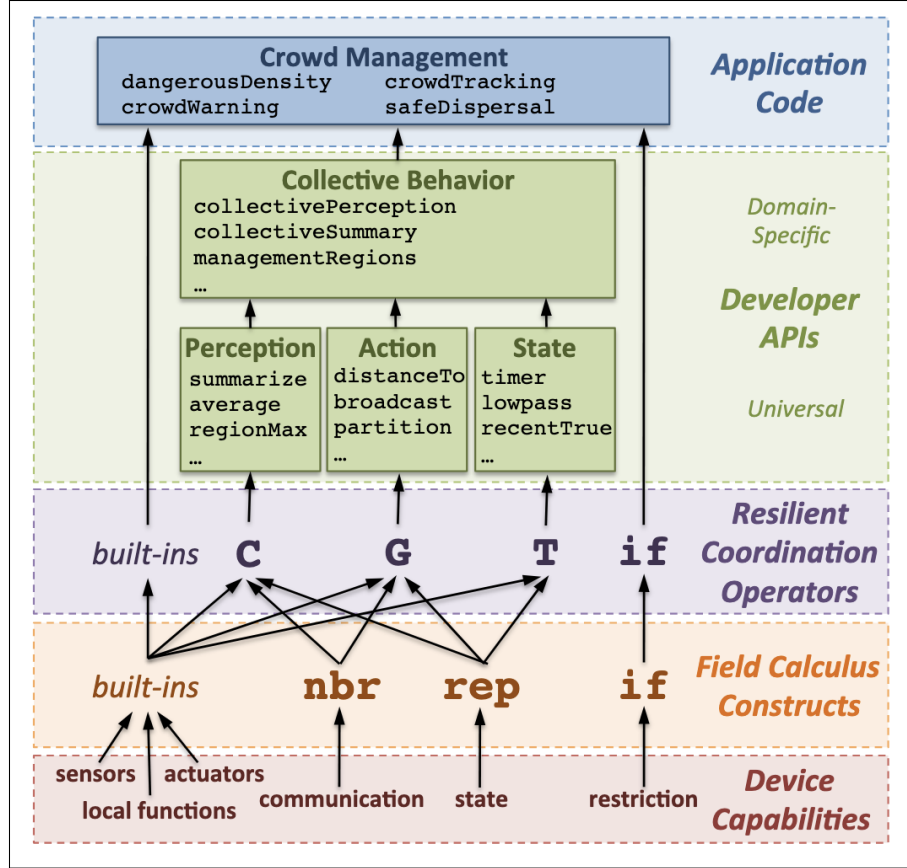 Crowd Management
dangerousDensity crowdTracking
crowdWarning safeDispersal
Application
Code
Collective Behavior
collectivePerception
collectiveSummary
managementRegions
…
Domain-
Specific
Developer
APIs
Universal
Perception
summarize
average
regionMax
…
Action
distanceTo
broadcast
partition
…
State
timer
lowpass
recentTrue
…
built-ins C G T if
Resilient
Coordination
Operators
built-ins nbr rep if
Field Calculus
Constructs
sensors actuators
local functions
communication state restriction
Device
Capabilities